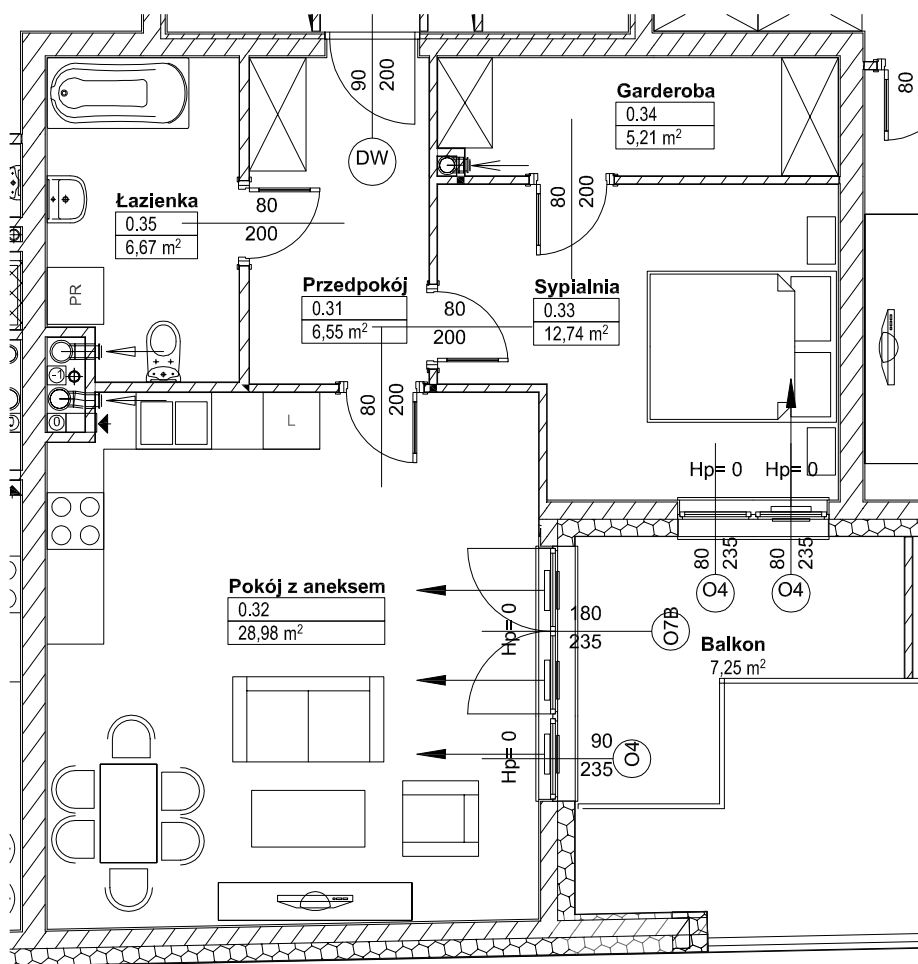 90
200
DW
80
Garderoba
0.34
5,21 m²
80
200
Łazienka
0.35
6,67 m²
80
200
PR
Przedpokój
0.31
6,55 m²
80
200
Sypialnia
0.33
12,74 m²
80
200
L
0
Hp= 0
Hp= 0
80
235
O4
80
235
O4
Pokój z aneksem
0.32
28,98 m²
Hp= 0
180
235
O7B
Balkon
7,25 m²
Hp= 0
90
235
O4